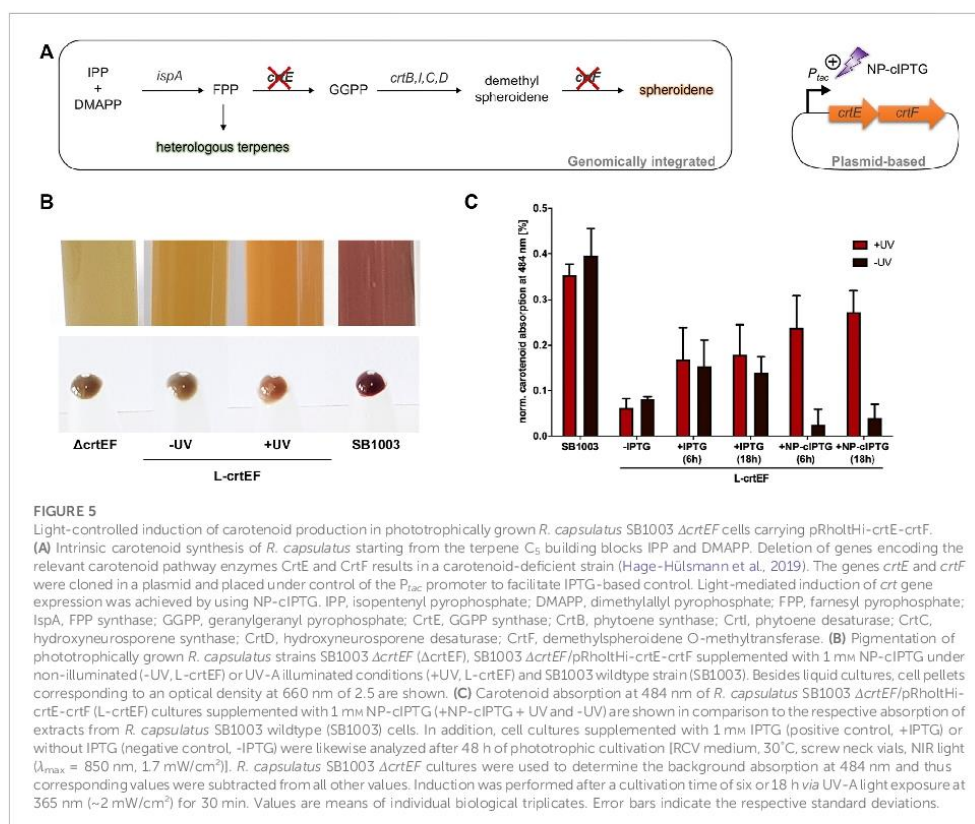 A
IPP
+
DMAPP
ispA
FPP
crtE
GGPP
crtB,I,C,D
demethyl
spheroidene
crtF
spheroidene
heterologous terpenes
Genomically integrated
Ptac
+
NP-cIPTG
crtE
crtF
Plasmid-based
B
ΔcrtEF
-UV
+UV
SB1003
L-crtEF
C
norm. carotenoid absorption at 484 nm [%]
0.5
0.4
0.3
0.2
0.1
0.0
+UV
-UV
SB1003
-IPTG
+IPTG
(6h)
+IPTG
(18h)
+NP-cIPTG
(6h)
+NP-cIPTG
(18h)
L-crtEF
FIGURE 5
Light-controlled induction of carotenoid production in phototrophically grown R. capsulatus SB1003 ΔcrtEF cells carrying pRholtHi-crtE-crtF.
(A) Intrinsic carotenoid synthesis of R. capsulatus starting from the terpene C5 building blocks IPP and DMAPP. Deletion of genes encoding the
relevant carotenoid pathway enzymes CrtE and CrtF results in a carotenoid-deficient strain (Hage-Hülsmann et al., 2019). The genes crtE and crtF
were cloned in a plasmid and placed under control of the Ptac promoter to facilitate IPTG-based control. Light-mediated induction of crt gene
expression was achieved by using NP-cIPTG. IPP, isopentenyl pyrophosphate; DMAPP, dimethylallyl pyrophosphate; FPP, farnesyl pyrophosphate;
IspA, FPP synthase; GGPP, geranylgeranyl pyrophosphate; CrtE, GGPP synthase; CrtB, phytoene synthase; CrtI, phytoene desaturase; CrtC,
hydroxyneurosporene synthase; CrtD, hydroxyneurosporene desaturase; CrtF, demethylspheroidene O-methyltransferase. (B) Pigmentation of
phototrophically grown R. capsulatus strains SB1003 ΔcrtEF (ΔcrtEF), SB1003 ΔcrtEF/pRholtHi-crtE-crtF supplemented with 1 mM NP-cIPTG under
non-illuminated (-UV, L-crtEF) or UV-A illuminated conditions (+UV, L-crtEF) and SB1003 wildtype strain (SB1003). Besides liquid cultures, cell pellets
corresponding to an optical density at 660 nm of 2.5 are shown. (C) Carotenoid absorption at 484 nm of R. capsulatus SB1003 ΔcrtEF/pRholtHi-
crtE-crtF (L-crtEF) cultures supplemented with 1 mM NP-cIPTG (+NP-cIPTG + UV and -UV) are shown in comparison to the respective absorption of
extracts from R. capsulatus SB1003 wildtype (SB1003) cells. In addition, cell cultures supplemented with 1 mM IPTG (positive control, +IPTG) or
without IPTG (negative control, -IPTG) were likewise analyzed after 48 h of phototrophic cultivation [RCV medium, 30°C, screw neck vials, NIR light
(λmax = 850 nm, 1.7 mW/cm²)]. R. capsulatus SB1003 ΔcrtEF cultures were used to determine the background absorption at 484 nm and thus
corresponding values were subtracted from all other values. Induction was performed after a cultivation time of six or 18 h via UV-A light exposure at
365 nm (~2 mW/cm²) for 30 min. Values are means of individual biological triplicates. Error bars indicate the respective standard deviations.